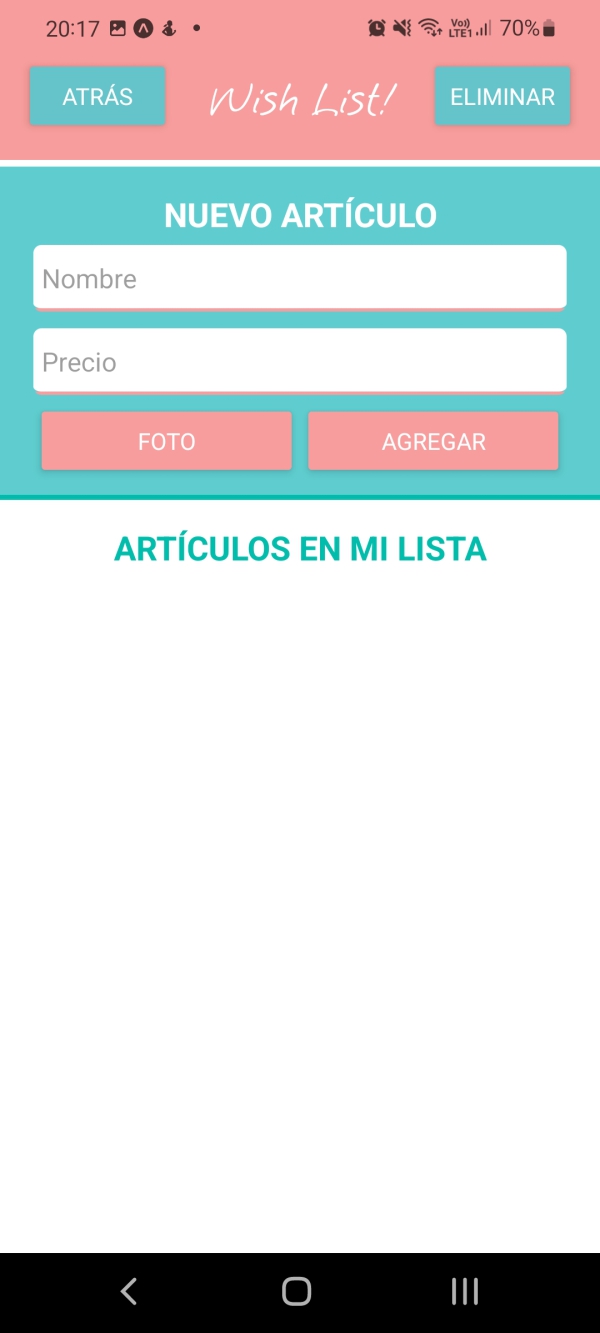 20:17 Vo)) LTE1 70%
ATRÁS Wish List! ELIMINAR
NUEVO ARTÍCULO
Nombre
Precio
FOTO AGREGAR
ARTÍCULOS EN MI LISTA